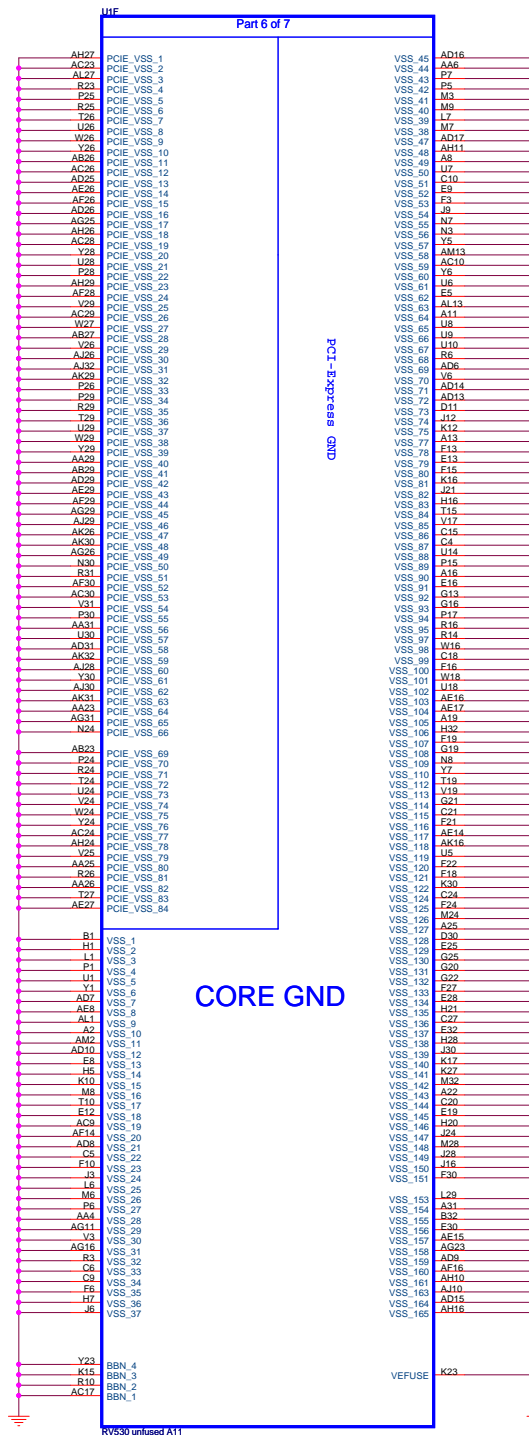 U1F
Part 6 of 7
AH27 PCIE_VSS_1
AC23 PCIE_VSS_2
AL27 PCIE_VSS_3
R23 PCIE_VSS_4
P25 PCIE_VSS_5
R25 PCIE_VSS_6
T26 PCIE_VSS_7
U26 PCIE_VSS_8
W26 PCIE_VSS_9
Y26 PCIE_VSS_10
AB26 PCIE_VSS_11
AC26 PCIE_VSS_12
AD25 PCIE_VSS_13
AE26 PCIE_VSS_14
AF26 PCIE_VSS_15
AD26 PCIE_VSS_16
AG25 PCIE_VSS_17
AH26 PCIE_VSS_18
AC28 PCIE_VSS_19
Y28 PCIE_VSS_20
U28 PCIE_VSS_21
P28 PCIE_VSS_22
AH29 PCIE_VSS_23
AF28 PCIE_VSS_24
V29 PCIE_VSS_25
AC29 PCIE_VSS_26
W27 PCIE_VSS_27
AB27 PCIE_VSS_28
V26 PCIE_VSS_29
AJ26 PCIE_VSS_30
AJ32 PCIE_VSS_31
AK29 PCIE_VSS_32
P26 PCIE_VSS_33
P29 PCIE_VSS_34
R29 PCIE_VSS_35
T29 PCIE_VSS_36
U29 PCIE_VSS_37
W29 PCIE_VSS_38
Y29 PCIE_VSS_39
AA29 PCIE_VSS_40
AB29 PCIE_VSS_41
AD29 PCIE_VSS_42
AE29 PCIE_VSS_43
AF29 PCIE_VSS_44
AG29 PCIE_VSS_45
AJ29 PCIE_VSS_46
AK26 PCIE_VSS_47
AK30 PCIE_VSS_48
AG26 PCIE_VSS_49
N30 PCIE_VSS_50
R31 PCIE_VSS_51
AF30 PCIE_VSS_52
AC30 PCIE_VSS_53
V31 PCIE_VSS_54
P30 PCIE_VSS_55
AA31 PCIE_VSS_56
U30 PCIE_VSS_57
AD31 PCIE_VSS_58
AK32 PCIE_VSS_59
AJ28 PCIE_VSS_60
Y30 PCIE_VSS_61
AJ30 PCIE_VSS_62
AK31 PCIE_VSS_63
AA23 PCIE_VSS_64
AG31 PCIE_VSS_65
N24 PCIE_VSS_66
AB23 PCIE_VSS_69
P24 PCIE_VSS_70
R24 PCIE_VSS_71
T24 PCIE_VSS_72
U24 PCIE_VSS_73
V24 PCIE_VSS_74
W24 PCIE_VSS_75
Y24 PCIE_VSS_76
AC24 PCIE_VSS_77
AH24 PCIE_VSS_78
V25 PCIE_VSS_79
AA25 PCIE_VSS_80
R26 PCIE_VSS_81
AA26 PCIE_VSS_82
T27 PCIE_VSS_83
AE27 PCIE_VSS_84
B1 VSS_1
H1 VSS_2
L1 VSS_3
P1 VSS_4
U1 VSS_5
Y1 VSS_6
AD7 VSS_7
AE8 VSS_8
AL1 VSS_9
A2 VSS_10
AM2 VSS_11
AD10 VSS_12
E8 VSS_13
H5 VSS_14
K10 VSS_15
M8 VSS_16
T10 VSS_17
E12 VSS_18
AC9 VSS_19
AF14 VSS_20
AD8 VSS_21
C5 VSS_22
F10 VSS_23
J3 VSS_24
L6 VSS_25
M6 VSS_26
P6 VSS_27
AA4 VSS_28
AG11 VSS_29
V3 VSS_30
AG16 VSS_31
R3 VSS_32
C6 VSS_33
C9 VSS_34
F6 VSS_35
H7 VSS_36
J6 VSS_37
Y23 BBN_4
K15 BBN_3
R10 BBN_2
AC17 BBN_1
PCI-Express GND
CORE GND
VSS_45 AD16
VSS_44 AA6
VSS_43 P7
VSS_42 P5
VSS_41 M3
VSS_40 M9
VSS_39 L7
VSS_38 M7
VSS_47 AD17
VSS_48 AH11
VSS_49 A8
VSS_50 U7
VSS_51 C10
VSS_52 E9
VSS_53 F3
VSS_54 J9
VSS_55 N7
VSS_56 N3
VSS_57 Y5
VSS_58 AM13
VSS_59 AC10
VSS_60 Y6
VSS_61 U6
VSS_62 E5
VSS_63 AL13
VSS_64 A11
VSS_65 U8
VSS_66 U9
VSS_67 U10
VSS_68 R6
VSS_69 AD6
VSS_70 V6
VSS_71 AD14
VSS_72 AD13
VSS_73 D11
VSS_74 J12
VSS_75 K12
VSS_77 A13
VSS_78 F13
VSS_79 E13
VSS_80 F15
VSS_81 K16
VSS_82 J21
VSS_83 H16
VSS_84 T15
VSS_85 V17
VSS_86 C15
VSS_87 C4
VSS_88 U14
VSS_89 P15
VSS_90 A16
VSS_91 E16
VSS_92 G13
VSS_93 G16
VSS_94 P17
VSS_95 R16
VSS_97 R14
VSS_98 W16
VSS_99 C18
VSS_100 F16
VSS_101 W18
VSS_102 U18
VSS_103 AE16
VSS_104 AE17
VSS_105 A19
VSS_106 H32
VSS_107 F19
VSS_108 G19
VSS_109 N8
VSS_110 Y7
VSS_112 T19
VSS_113 V19
VSS_114 G21
VSS_115 C21
VSS_116 F21
VSS_117 AE14
VSS_118 AK16
VSS_119 U5
VSS_120 F22
VSS_121 F18
VSS_122 K30
VSS_124 C24
VSS_125 F24
VSS_126 M24
VSS_127 A25
VSS_128 D30
VSS_129 E25
VSS_130 G25
VSS_131 G20
VSS_132 G22
VSS_133 F27
VSS_134 E28
VSS_135 H21
VSS_136 C27
VSS_137 E32
VSS_138 H28
VSS_139 J30
VSS_140 K17
VSS_141 K27
VSS_142 M32
VSS_143 A22
VSS_144 C20
VSS_145 E19
VSS_146 H20
VSS_147 J24
VSS_148 M28
VSS_149 J28
VSS_150 J16
VSS_151 F30
VSS_153 L29
VSS_154 A31
VSS_155 B32
VSS_156 E30
VSS_157 AE15
VSS_158 AG23
VSS_159 AD9
VSS_160 AF16
VSS_161 AH10
VSS_163 AJ10
VSS_164 AD15
VSS_165 AH16
VEFUSE K23
RV530 unfused A11